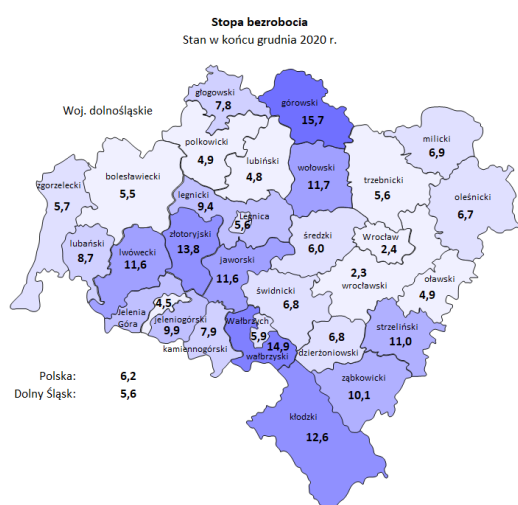 Stopa bezrobocia
Stan w końcu grudnia 2020 r.
Woj. dolnośląskie
głogowski
7,8
górowski
15,7
milicki
6,9
polkowicki
4,9
lubiński
4,8
wołowski
11,7
trzebnicki
5,6
oleśnicki
6,7
zgorzelecki
5,7
bolesławiecki
5,5
legnicki
9,4
Legnica
5,6
lubański
8,7
lwówecki
11,6
złotoryjski
13,8
jaworski
11,6
średzki
6,0
Wrocław
2,4
2,3
wrocławski
oławski
4,9
świdnicki
6,8
4,5
Jelenia
Góra
jeleniogórski
9,9
7,9
kamiennogórski
Wałbrzych
5,9
14,9
wałbrzyski
6,8
dzierżoniowski
strzeliński
11,0
ząbkowicki
10,1
kłodzki
12,6
Polska: 6,2
Dolny Śląsk: 5,6